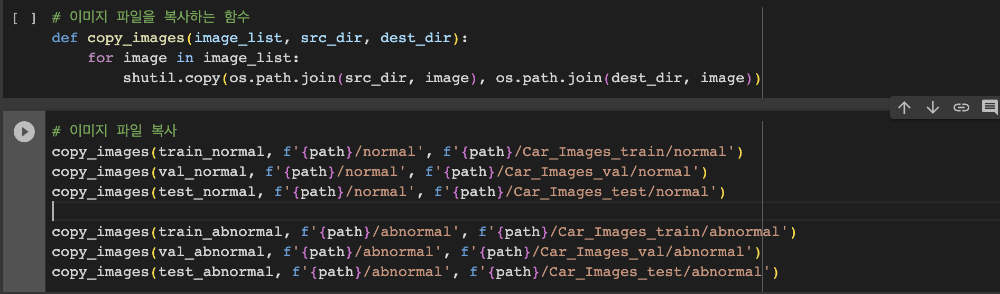 [ ] # 이미지 파일을 복사하는 함수
def copy_images(image_list, src_dir, dest_dir):
    for image in image_list:
        shutil.copy(os.path.join(src_dir, image), os.path.join(dest_dir, image))
# 이미지 파일 복사
copy_images(train_normal, f'{path}/normal', f'{path}/Car_Images_train/normal')
copy_images(val_normal, f'{path}/normal', f'{path}/Car_Images_val/normal')
copy_images(test_normal, f'{path}/normal', f'{path}/Car_Images_test/normal')
copy_images(train_abnormal, f'{path}/abnormal', f'{path}/Car_Images_train/abnormal')
copy_images(val_abnormal, f'{path}/abnormal', f'{path}/Car_Images_val/abnormal')
copy_images(test_abnormal, f'{path}/abnormal', f'{path}/Car_Images_test/abnormal')